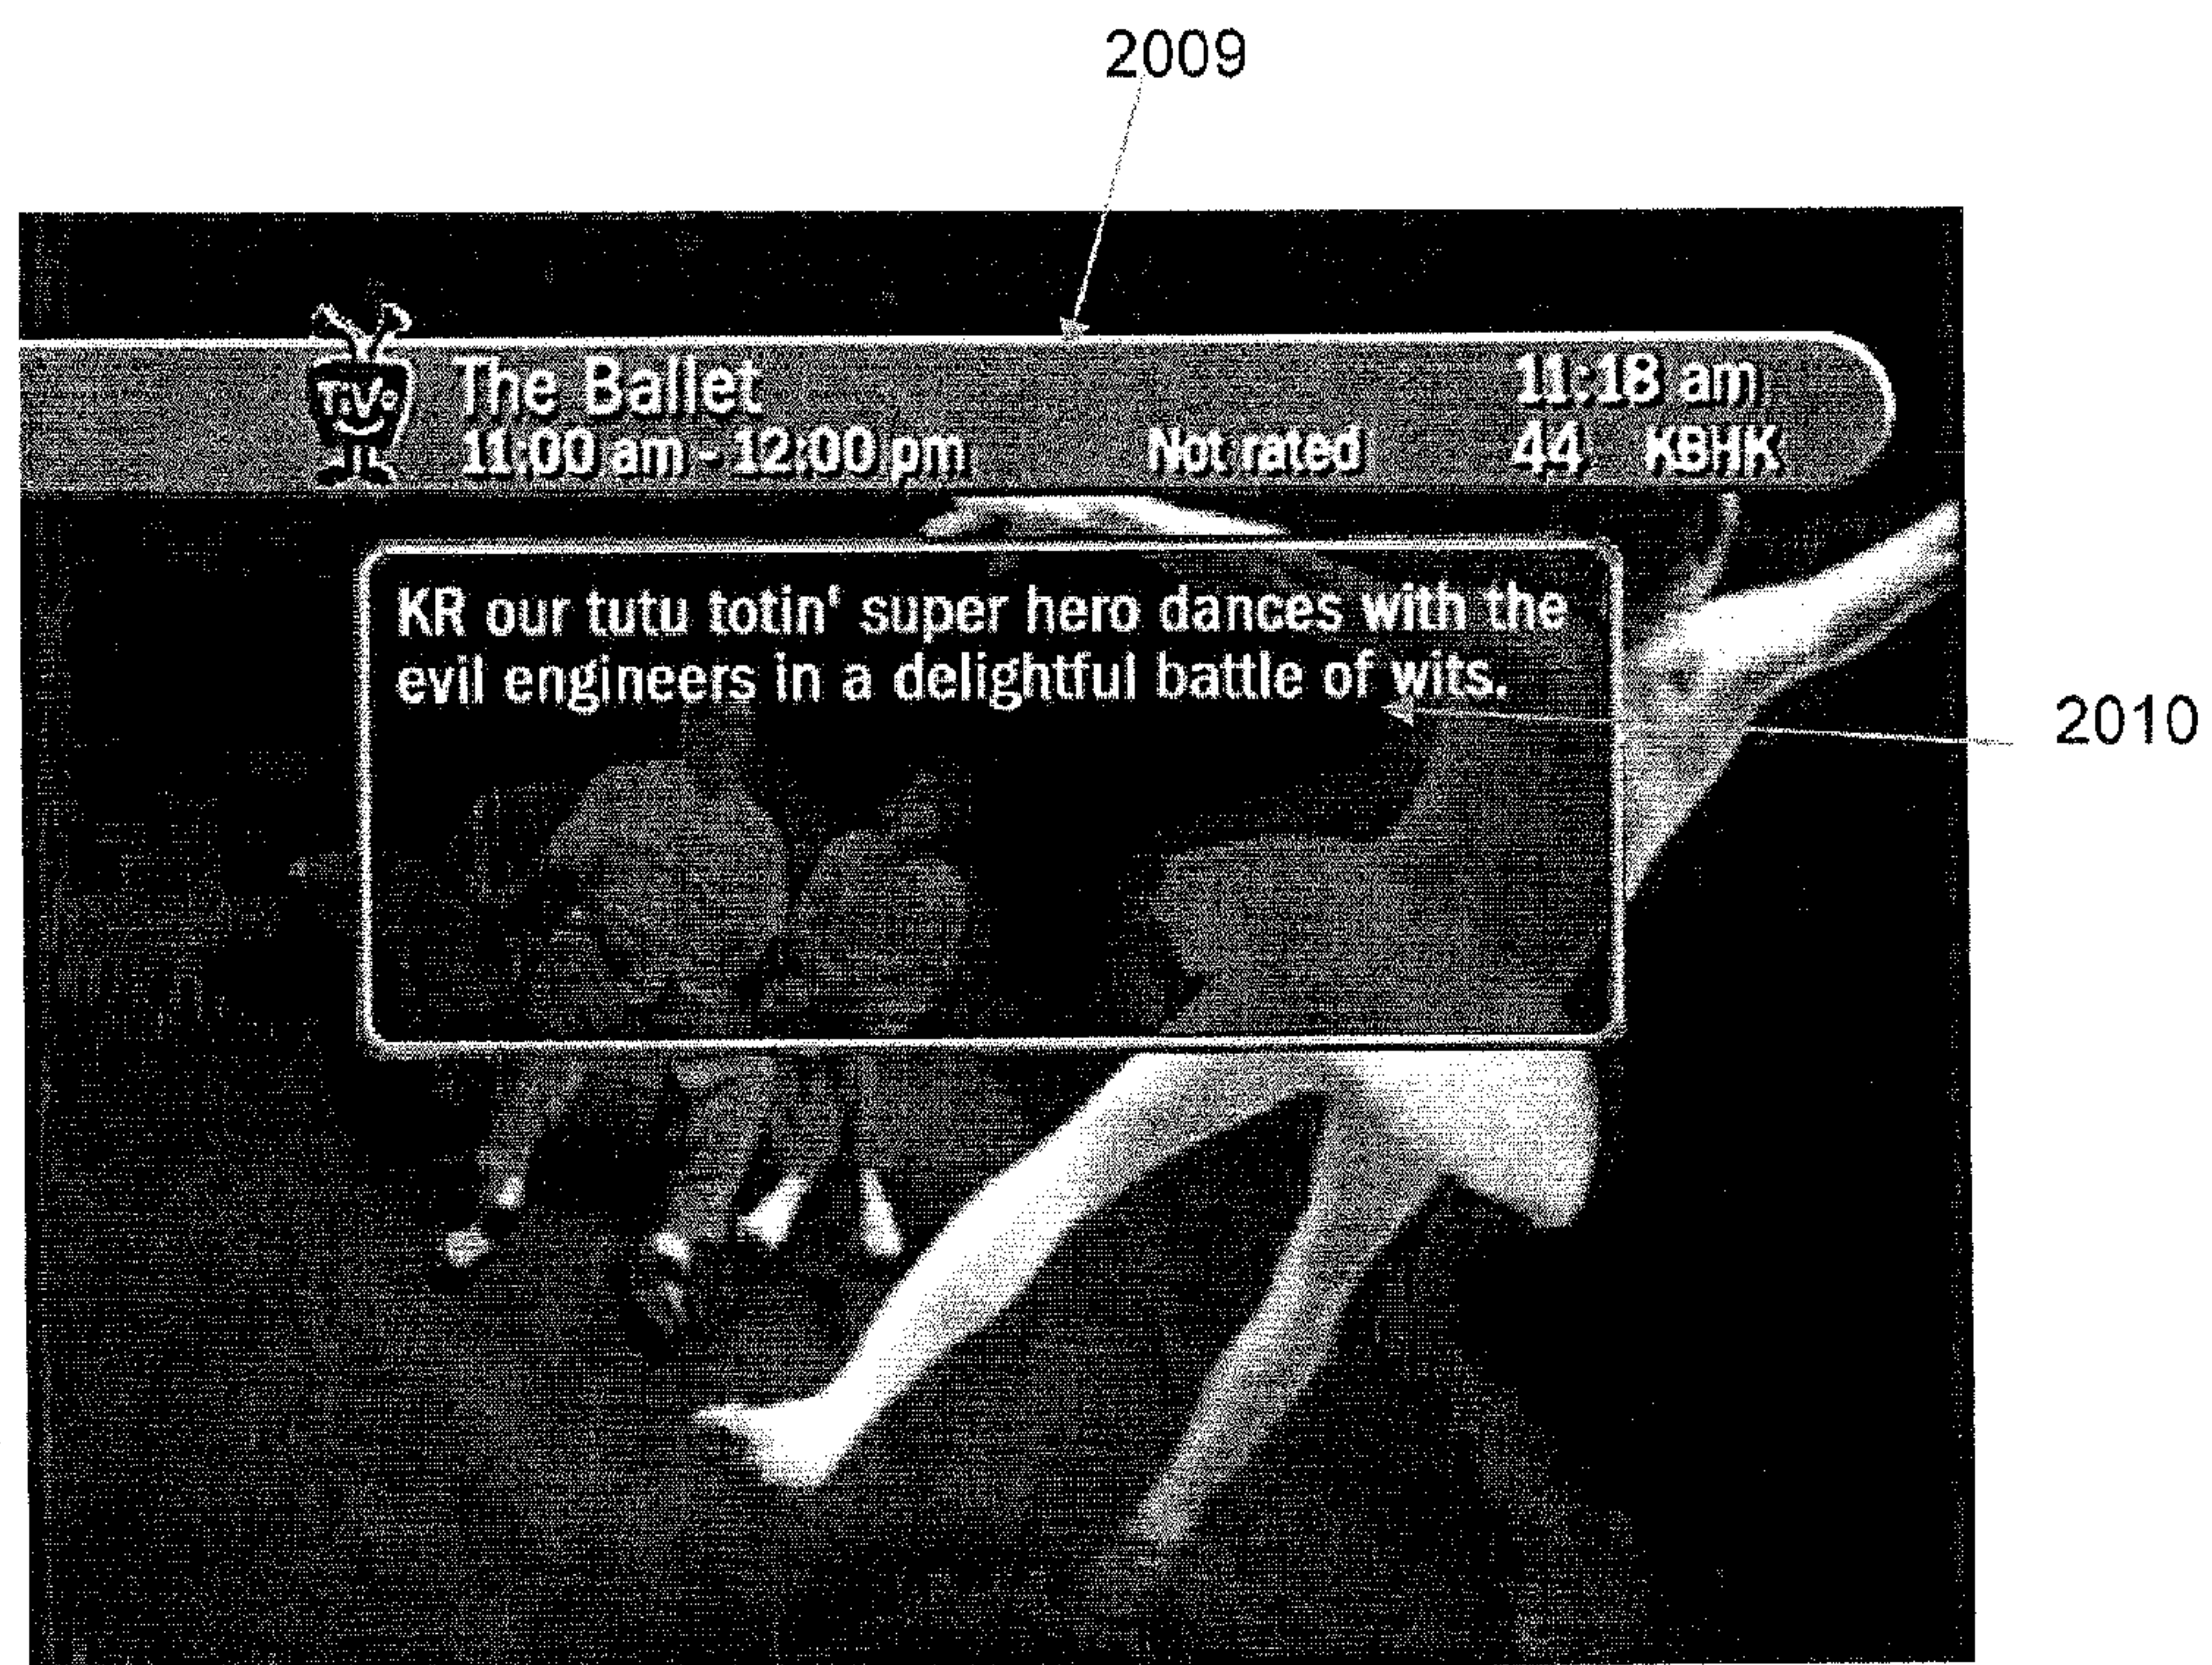 2009
TiVo
The Ballet
11:18 am
11:00 am - 12:00 pm Not rated 44 KBHK
KR our tutu totin' super hero dances with the
evil engineers in a delightful battle of wits.
2010